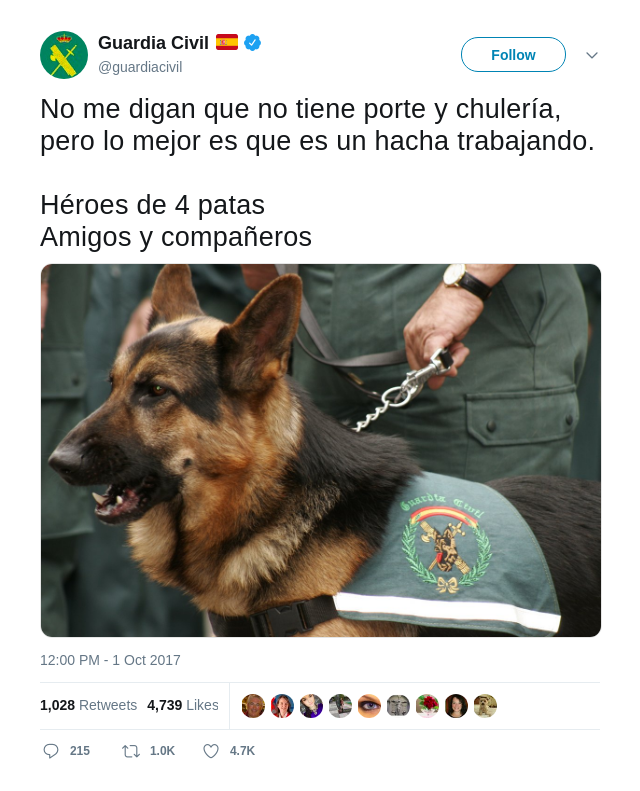 Guardia Civil
@guardiacivil
Follow
No me digan que no tiene porte y chulería,
pero lo mejor es que es un hacha trabajando.
Héroes de 4 patas
Amigos y compañeros
Guardia Civil
12:00 PM - 1 Oct 2017
1,028 Retweets 4,739 Likes
215 1.0K 4.7K